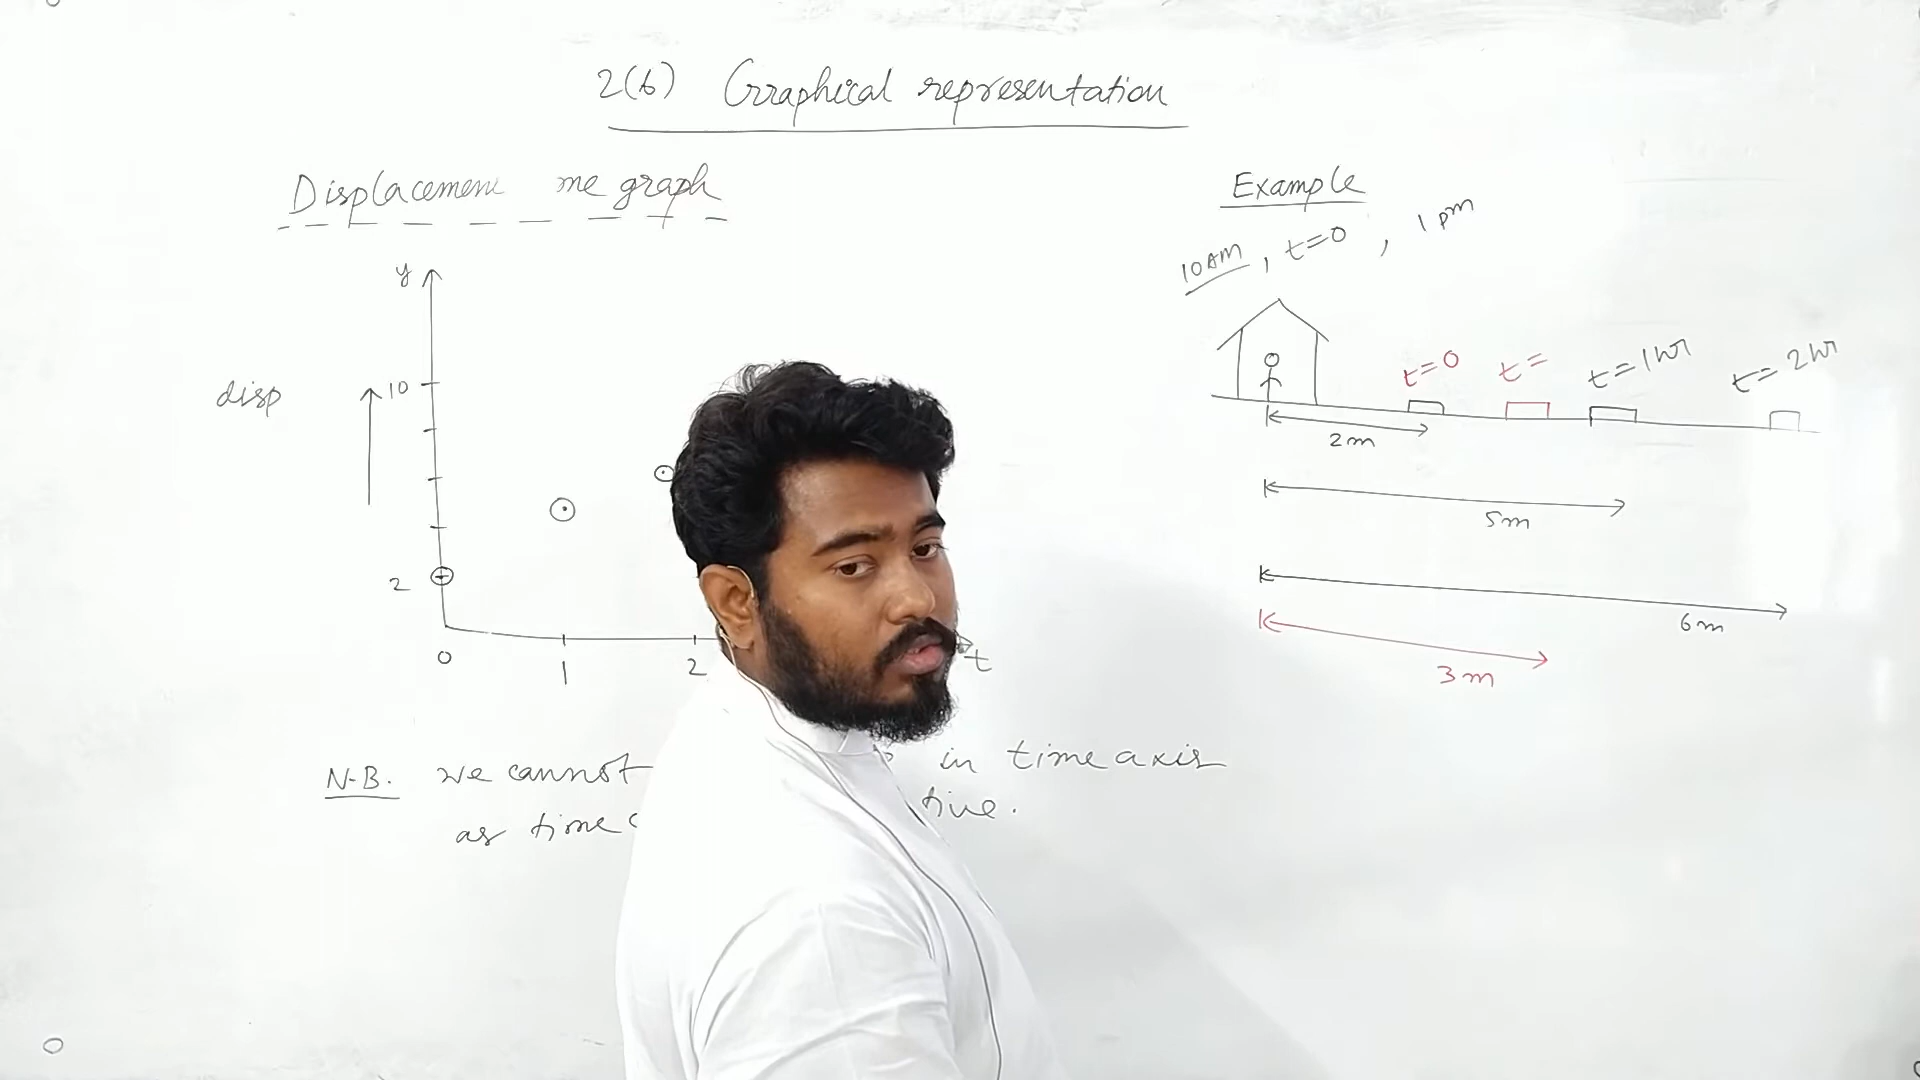 2(b) Graphical representation
Displacemen me graph
Example
10AM, t=0, 1pm
y
disp
10
2
0
1
2
t
t=0
t=
t=1hr
t=2hr
2m
5m
6m
3m
N.B. we cannot in time axis
as time tive.